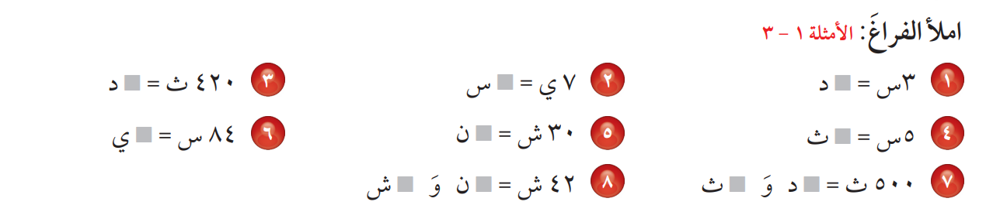 املأ الفراغَ: الأمثلة ١ – ٣
١ ٣س = ■ د ٢ ٧ ي = ■ س ٣ ٤٢٠ ث = ■ د
٤ ٥س = ■ ث ٥ ٣٠ ش = ■ ن ٦ ٨٤ س = ■ ي
٧ ٥٠٠ ث = ■ د وَ ■ ث ٨ ٤٢ ش = ■ ن وَ ■ ش